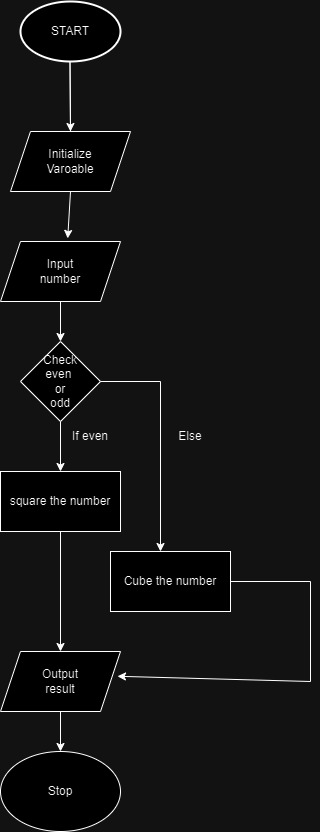 START
Initialize
Varoable
Input
number
Check
even
or
odd
If even
Else
square the number
Cube the number
Output
result
Stop